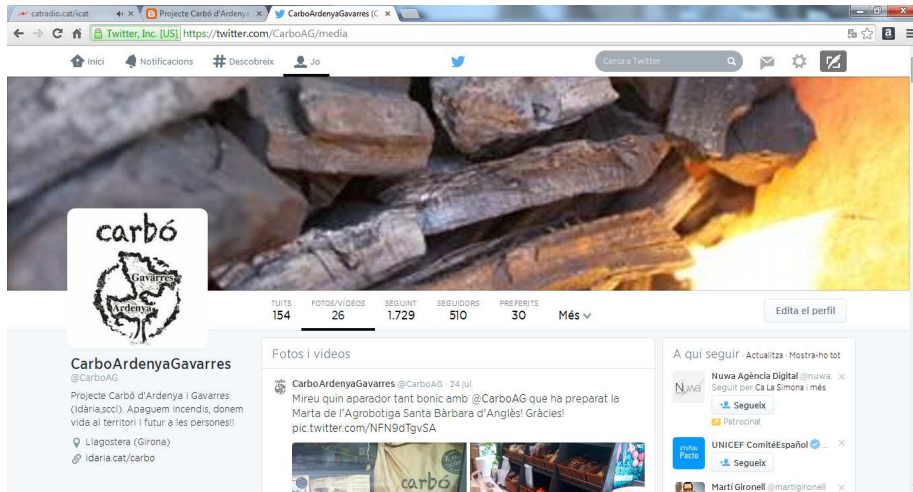 catradio.cat/icat
Projecte Carbó d'Ardenya
CarboArdenyaGavarres (C
Twitter, Inc. [US] https://twitter.com/CarboAG/media
Inici
Notificacions
Descobreix
Jo
Cerca a Twitter
carbó
Gavarres
Ardenya
TUITS
154
FOTOS/VÍDEOS
26
SEGUINT
1.729
SEGUIDORS
510
PREFERITS
30
Més
Edita el perfil
CarboArdenyaGavarres
@CarboAG
Projecte Carbó d'Ardenya i Gavarres
(Idària,sccl). Apaguem incendis, donem
vida al territori i futur a les persones!!
Llagostera (Girona)
idaria.cat/carbo
Fotos i videos
CarboArdenyaGavarres @CarboAG · 24 jul.
Mireu quin aparador tant bonic amb @CarboAG que ha preparat la
Marta de l'Agrobotiga Santa Bàrbara d'Anglès! Gràcies!
pic.twitter.com/NFN9dTgvSA
carbó
A qui seguir · Actualitza · Mostra-ho tot
Nuwa Agència Digital @nuwa.
Seguit per Ca La Simona i més
Segueix
Patrocinat
UNICEF ComitéEspañol
Segueix
Martí Gironell @martigironell
Nuwa
Pacto